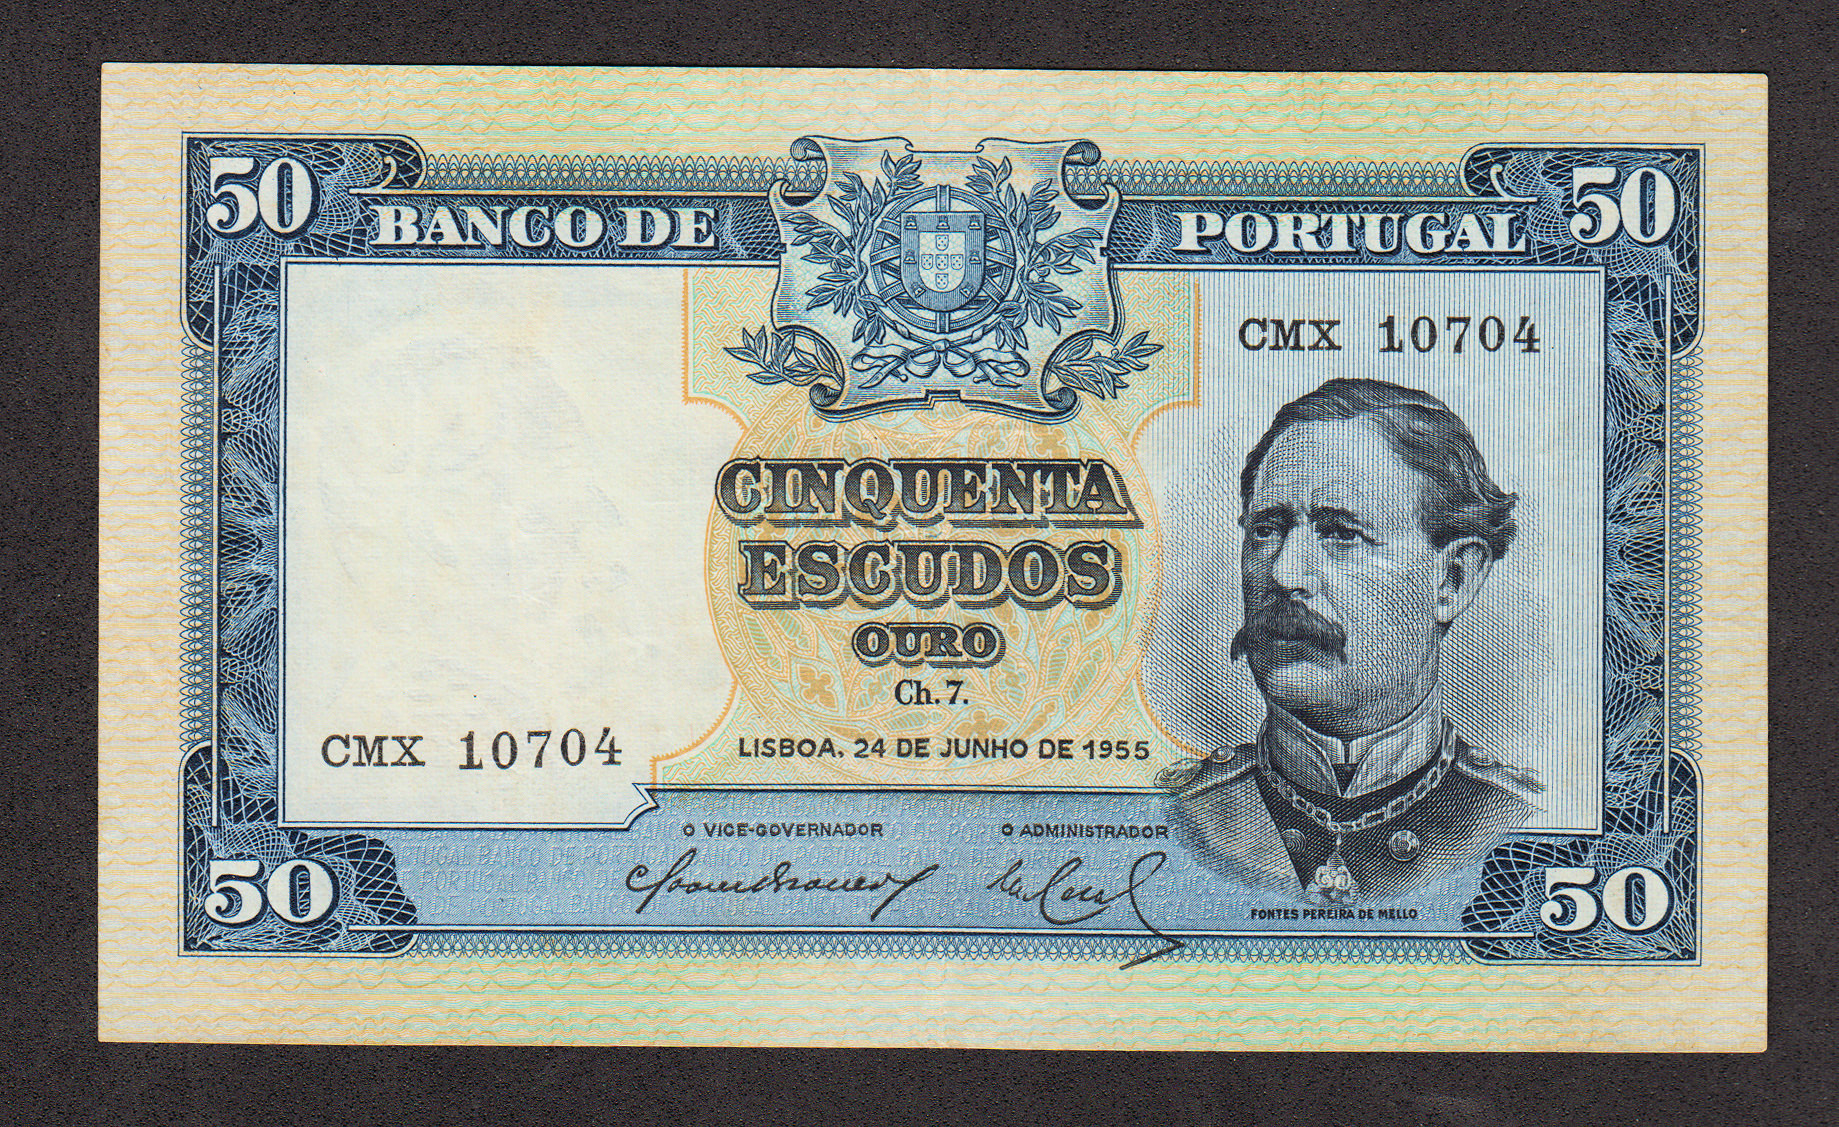 50 50
BANCO DE PORTUGAL
CMX 10704
CINQUENTA
ESCUDOS
OURO
Ch. 7.
CMX 10704
LISBOA, 24 DE JUNHO DE 1955
O VICE-GOVERNADOR O ADMINISTRADOR
FONTES PEREIRA DE MELLO
50 50